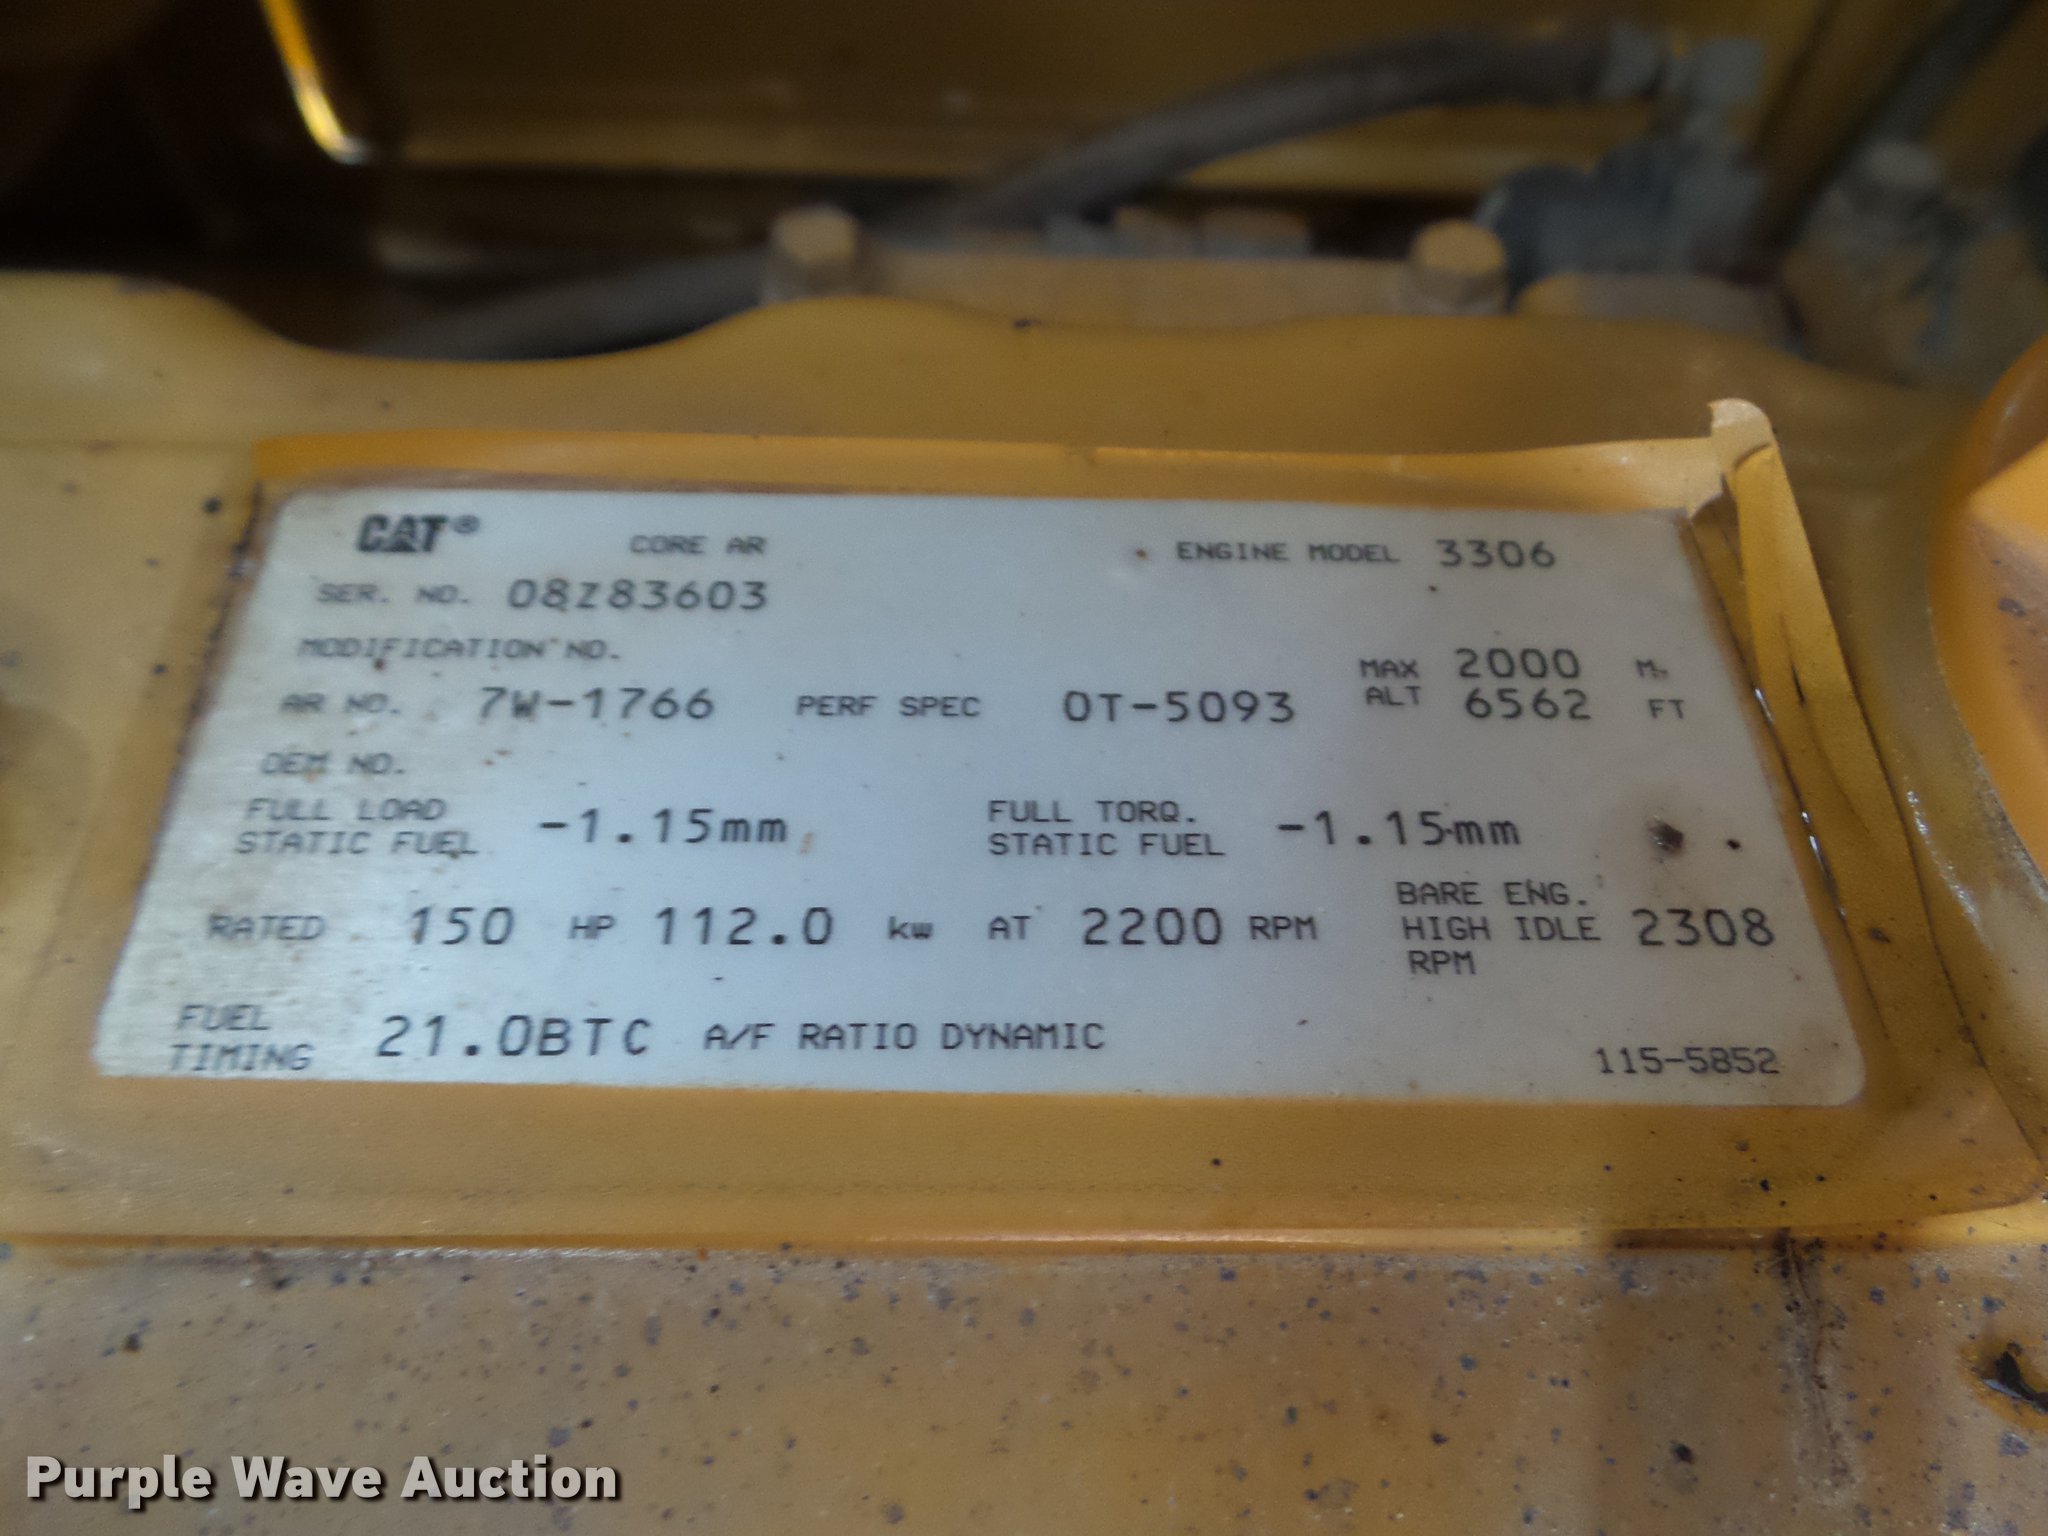 CAT® CORE AR ENGINE MODEL 3306
SER. NO. 08Z83603
MODIFICATION NO.
MAX 2000 M.
ALT 6562 FT
AR NO. 7W-1766 PERF SPEC 0T-5093
OEM NO.
FULL LOAD
STATIC FUEL -1.15mm
FULL TORQ.
STATIC FUEL -1.15mm
RATED 150 HP 112.0 kw AT 2200 RPM
BARE ENG.
HIGH IDLE 2308
RPM
FUEL
TIMING 21.0BTC A/F RATIO DYNAMIC
115-5852
Purple Wave Auction